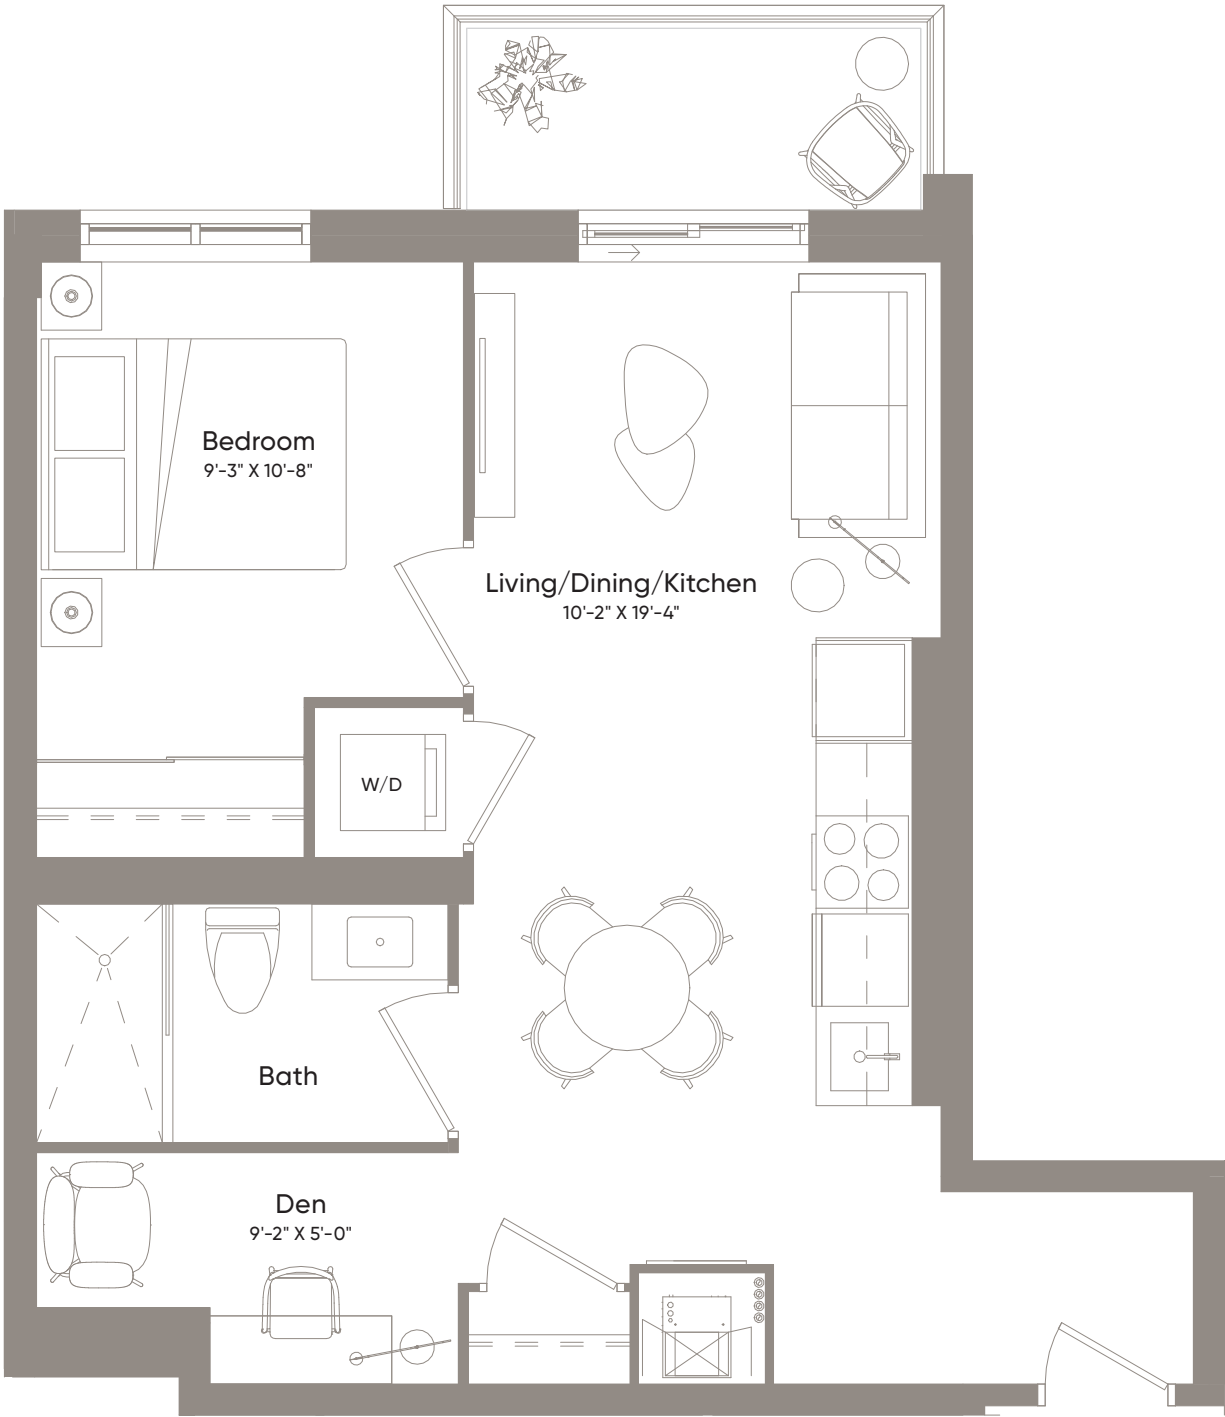 Bedroom
9'-3" X 10'-8"
Living/Dining/Kitchen
10'-2" X 19'-4"
W/D
Bath
Den
9'-2" X 5'-0"